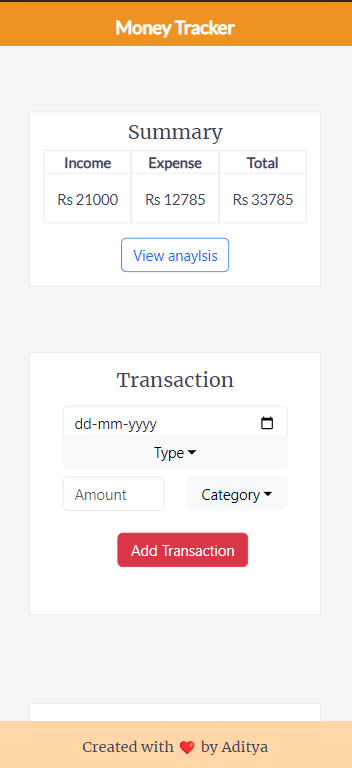 Money Tracker
Summary
Income Expense Total
Rs 21000 Rs 12785 Rs 33785
View anaylsis
Transaction
dd-mm-yyyy
Type
Amount Category
Add Transaction
Created with ❤️ by Aditya